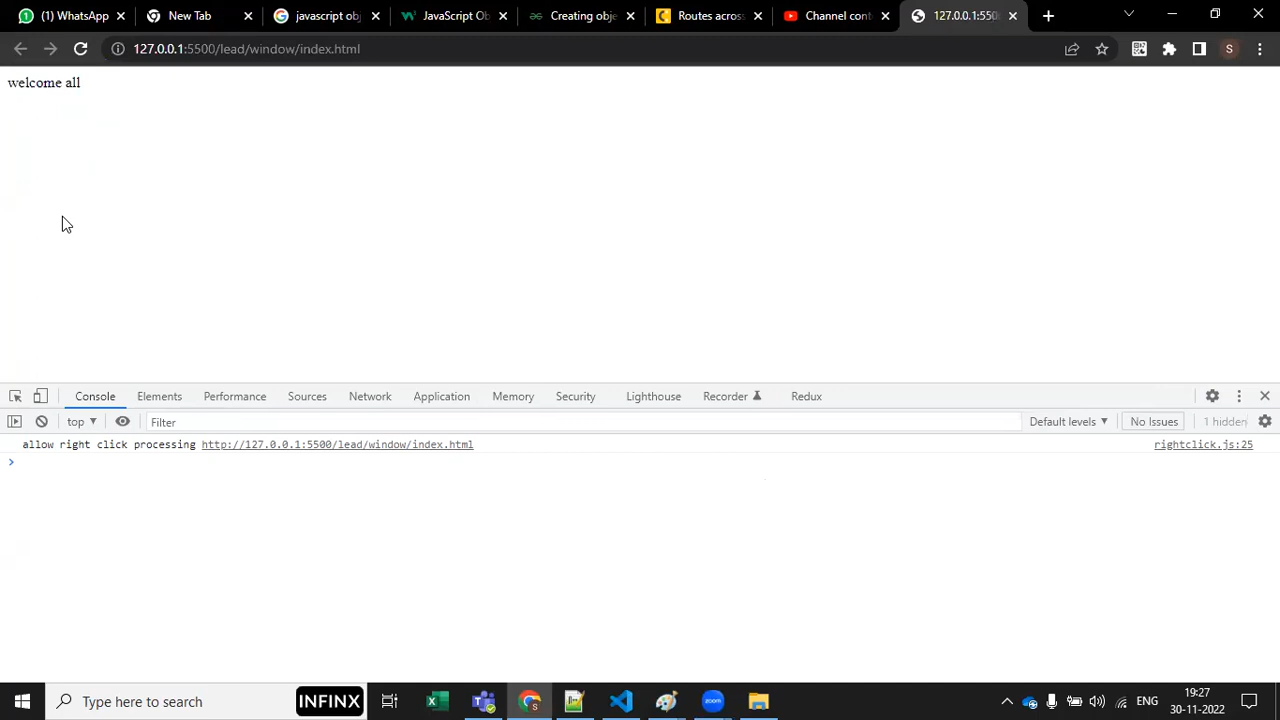 (1) WhatsApp
New Tab
javascript obj
JavaScript Ob
Creating obje
Routes across
Channel cont
127.0.0.1:550
127.0.0.1:5500/lead/window/index.html
S
welcome all
Console Elements Performance Sources Network Application Memory Security Lighthouse Recorder Redux
top Filter Default levels No Issues 1 hidden
allow right click processing http://127.0.0.1:5500/lead/window/index.html rightclick.js:25
>
Type here to search
INFINX
zoom
ENG
19:27
30-11-2022